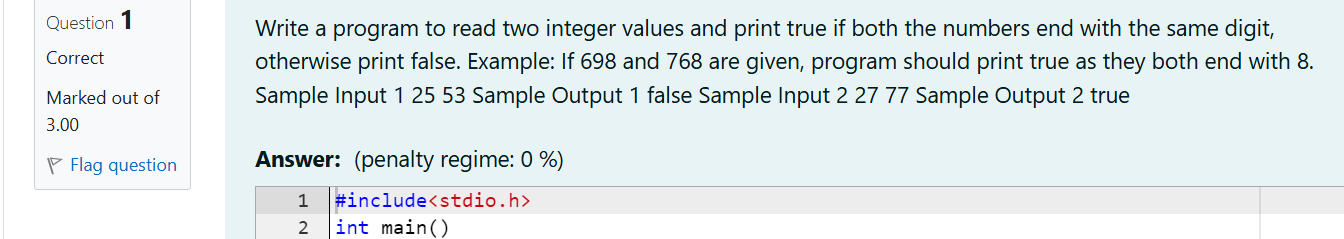 Question 1
Correct
Marked out of
3.00
Flag question
Write a program to read two integer values and print true if both the numbers end with the same digit,
otherwise print false. Example: If 698 and 768 are given, program should print true as they both end with 8.
Sample Input 1 25 53 Sample Output 1 false Sample Input 2 27 77 Sample Output 2 true
Answer: (penalty regime: 0 %)
1 #include<stdio.h>
2 int main()